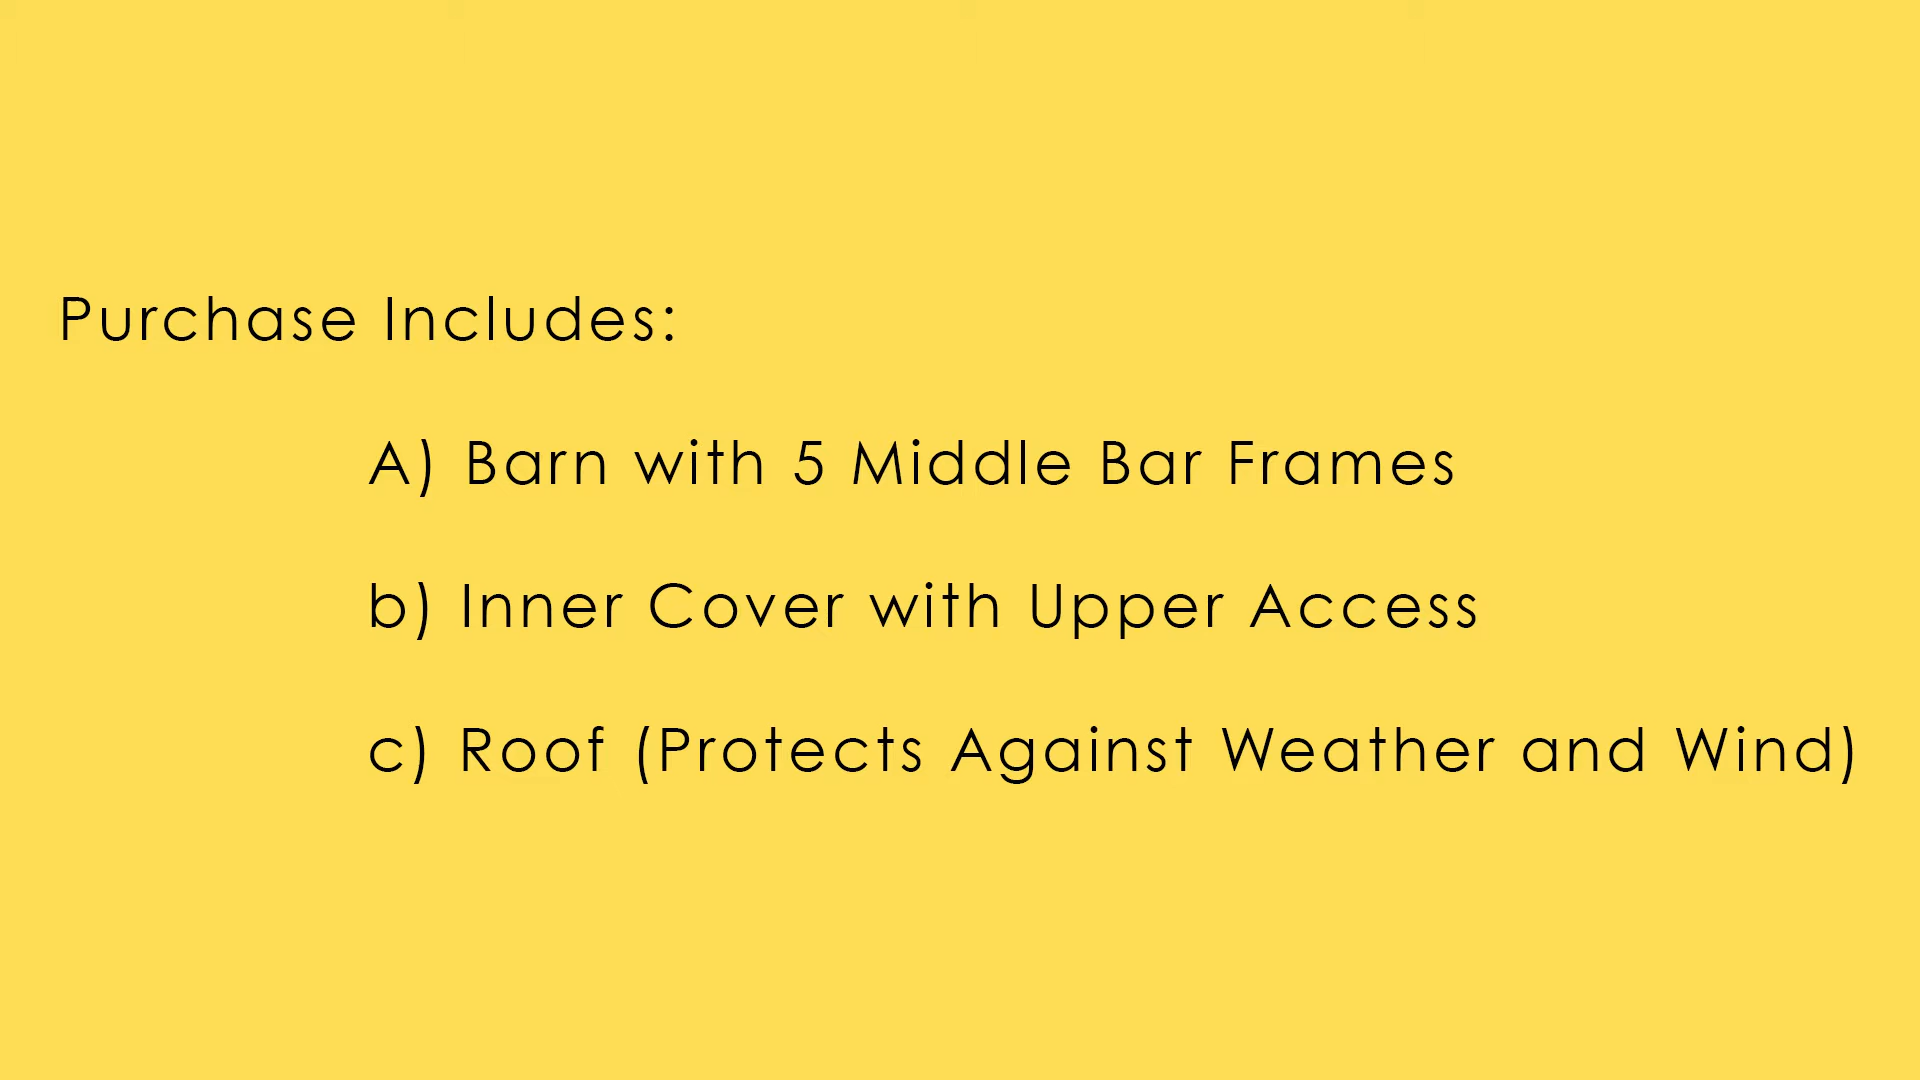 Purchase Includes:
A) Barn with 5 Middle Bar Frames
b) Inner Cover with Upper Access
c) Roof (Protects Against Weather and Wind)